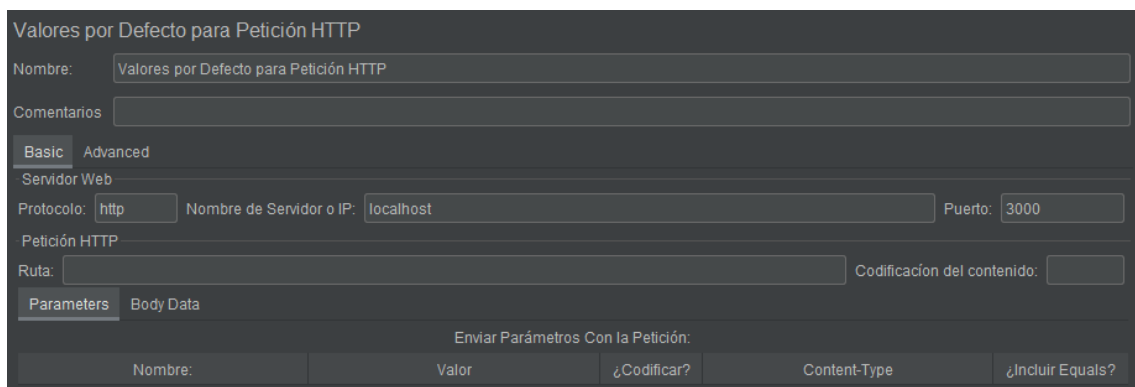 Valores por Defecto para Petición HTTP
Nombre: Valores por Defecto para Petición HTTP
Comentarios
Basic Advanced
Servidor Web
Protocolo: http Nombre de Servidor o IP: localhost Puerto: 3000
Petición HTTP
Ruta: Codificacíon del contenido:
Parameters Body Data
Enviar Parámetros Con la Petición:
Nombre: Valor ¿Codificar? Content-Type ¿Incluir Equals?